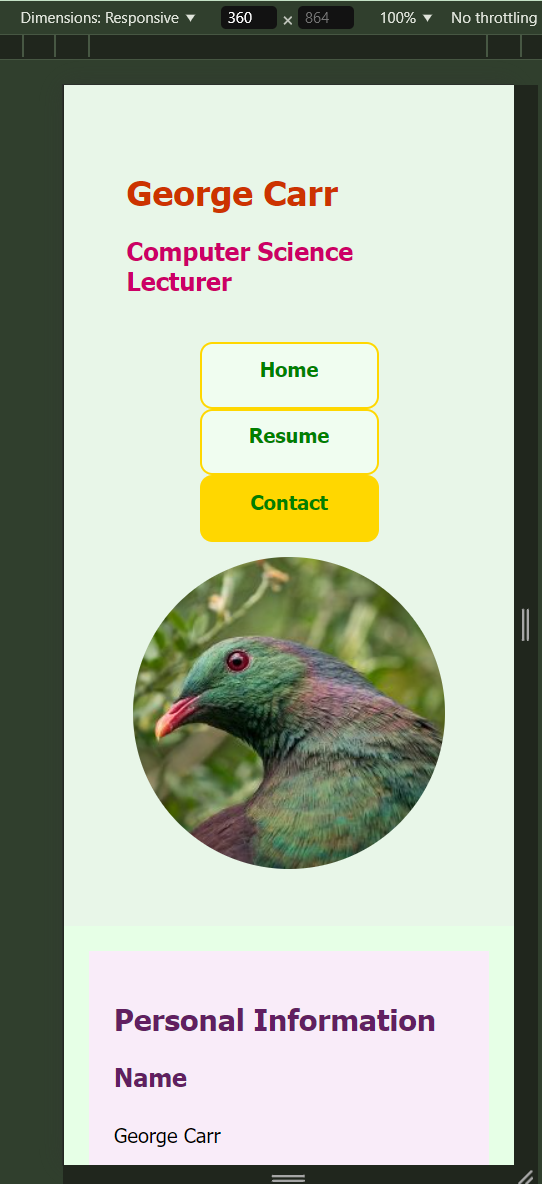 Dimensions: Responsive ▼ 360 × 864 100% ▼ No throttling
George Carr
Computer Science
Lecturer
Home
Resume
Contact
Personal Information
Name
George Carr